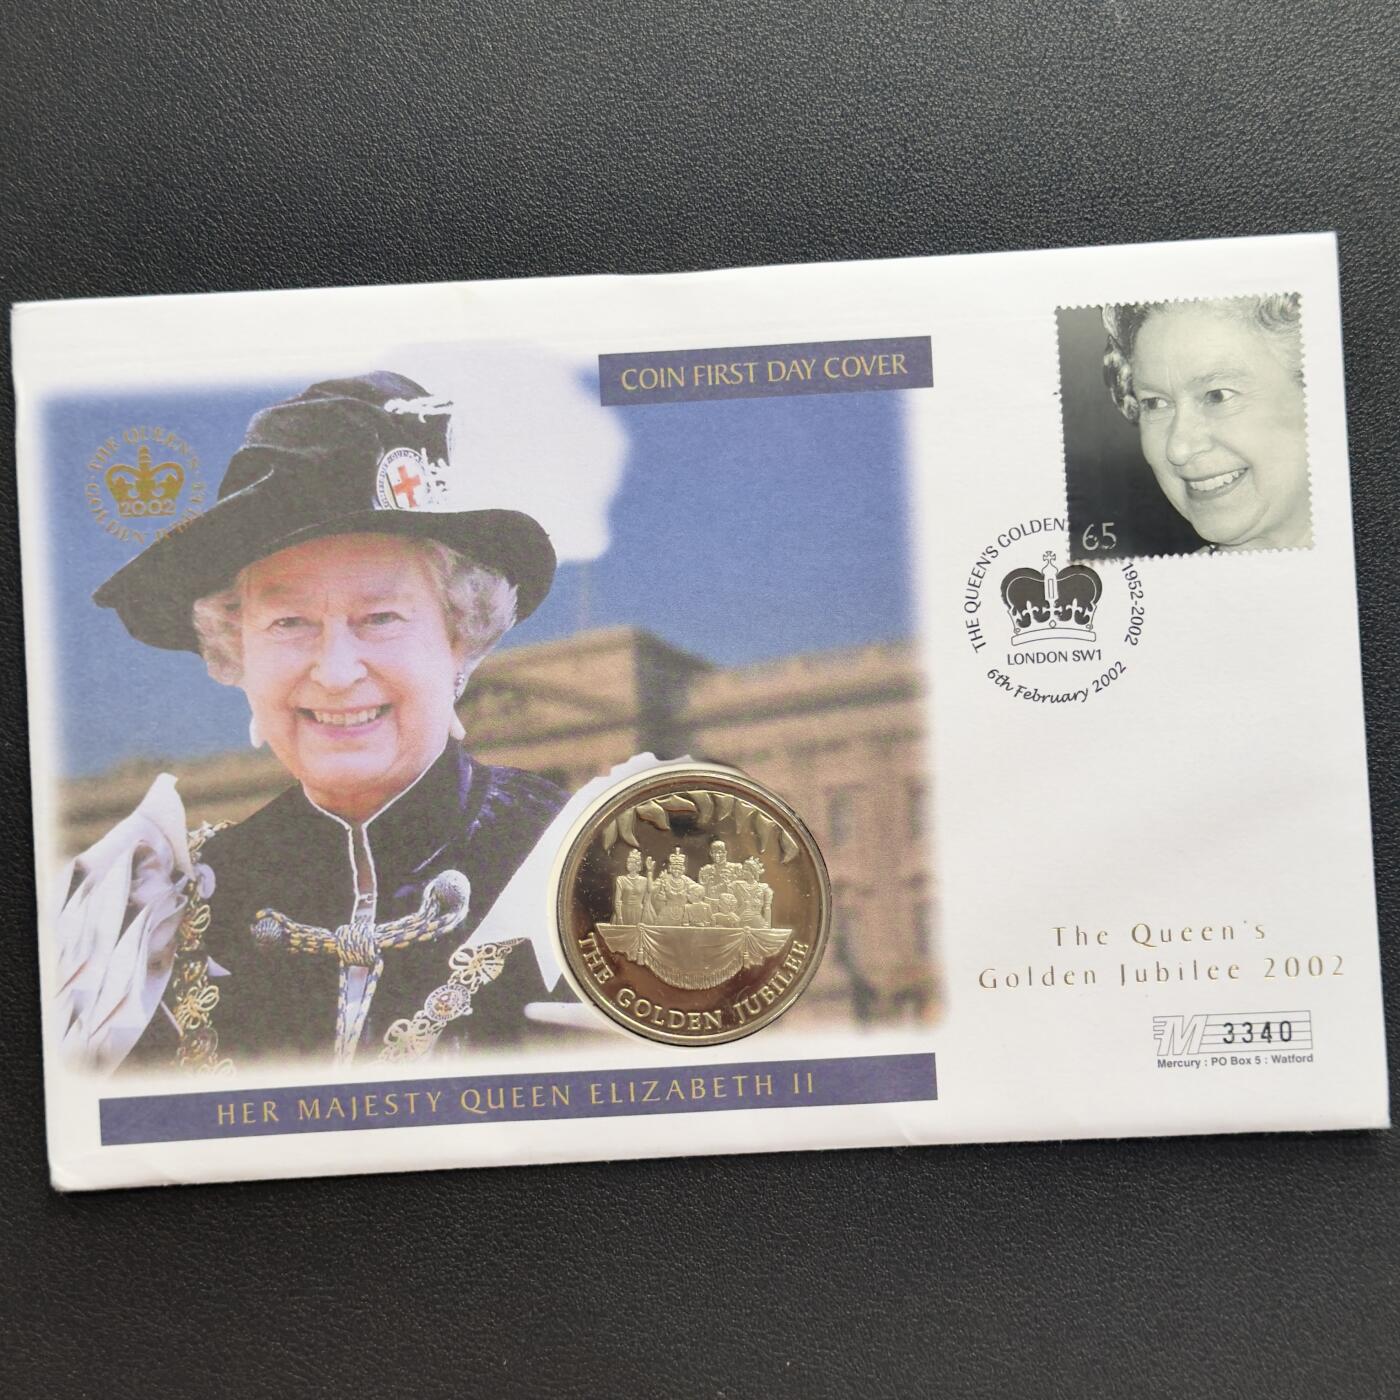 COIN FIRST DAY COVER
THE QUEEN'S
GOLDEN JUBILEE
2002
65
THE QUEEN'S GOLDEN
1952-2002
LONDON SW1
6th February 2002
THE GOLDEN JUBILEE
The Queen's
Golden Jubilee 2002
M 3340
Mercury : PO Box 5 : Watford
HER MAJESTY QUEEN ELIZABETH II